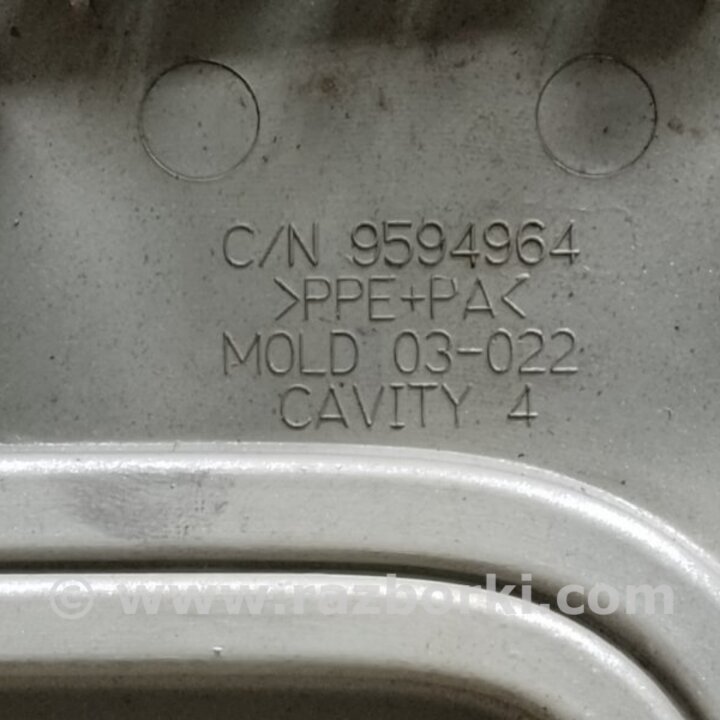 C/N 9594964
>PPE+PA<
MOLD 03-022
CAVITY 4
© www.razborki.com